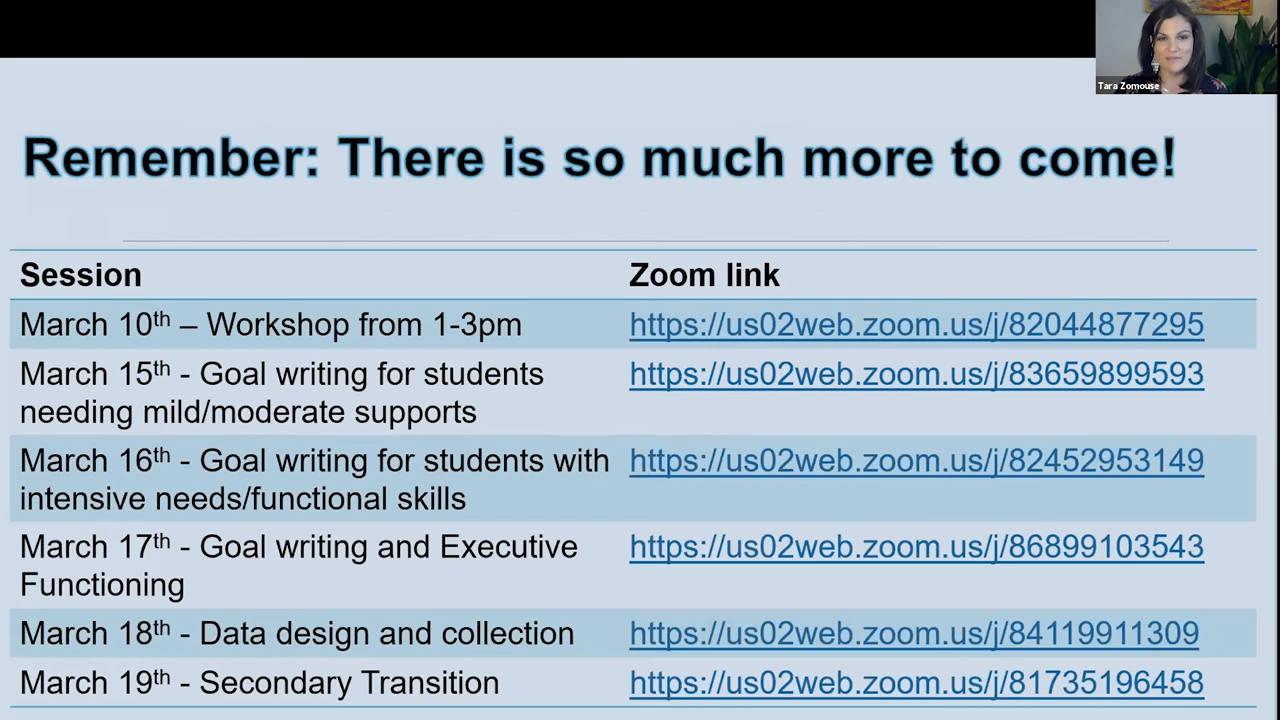 Tara Zomouse
Remember: There is so much more to come!
Session Zoom link
March 10th – Workshop from 1-3pm https://us02web.zoom.us/j/82044877295
March 15th - Goal writing for students https://us02web.zoom.us/j/83659899593
needing mild/moderate supports
March 16th - Goal writing for students with https://us02web.zoom.us/j/82452953149
intensive needs/functional skills
March 17th - Goal writing and Executive https://us02web.zoom.us/j/86899103543
Functioning
March 18th - Data design and collection https://us02web.zoom.us/j/84119911309
March 19th - Secondary Transition https://us02web.zoom.us/j/81735196458